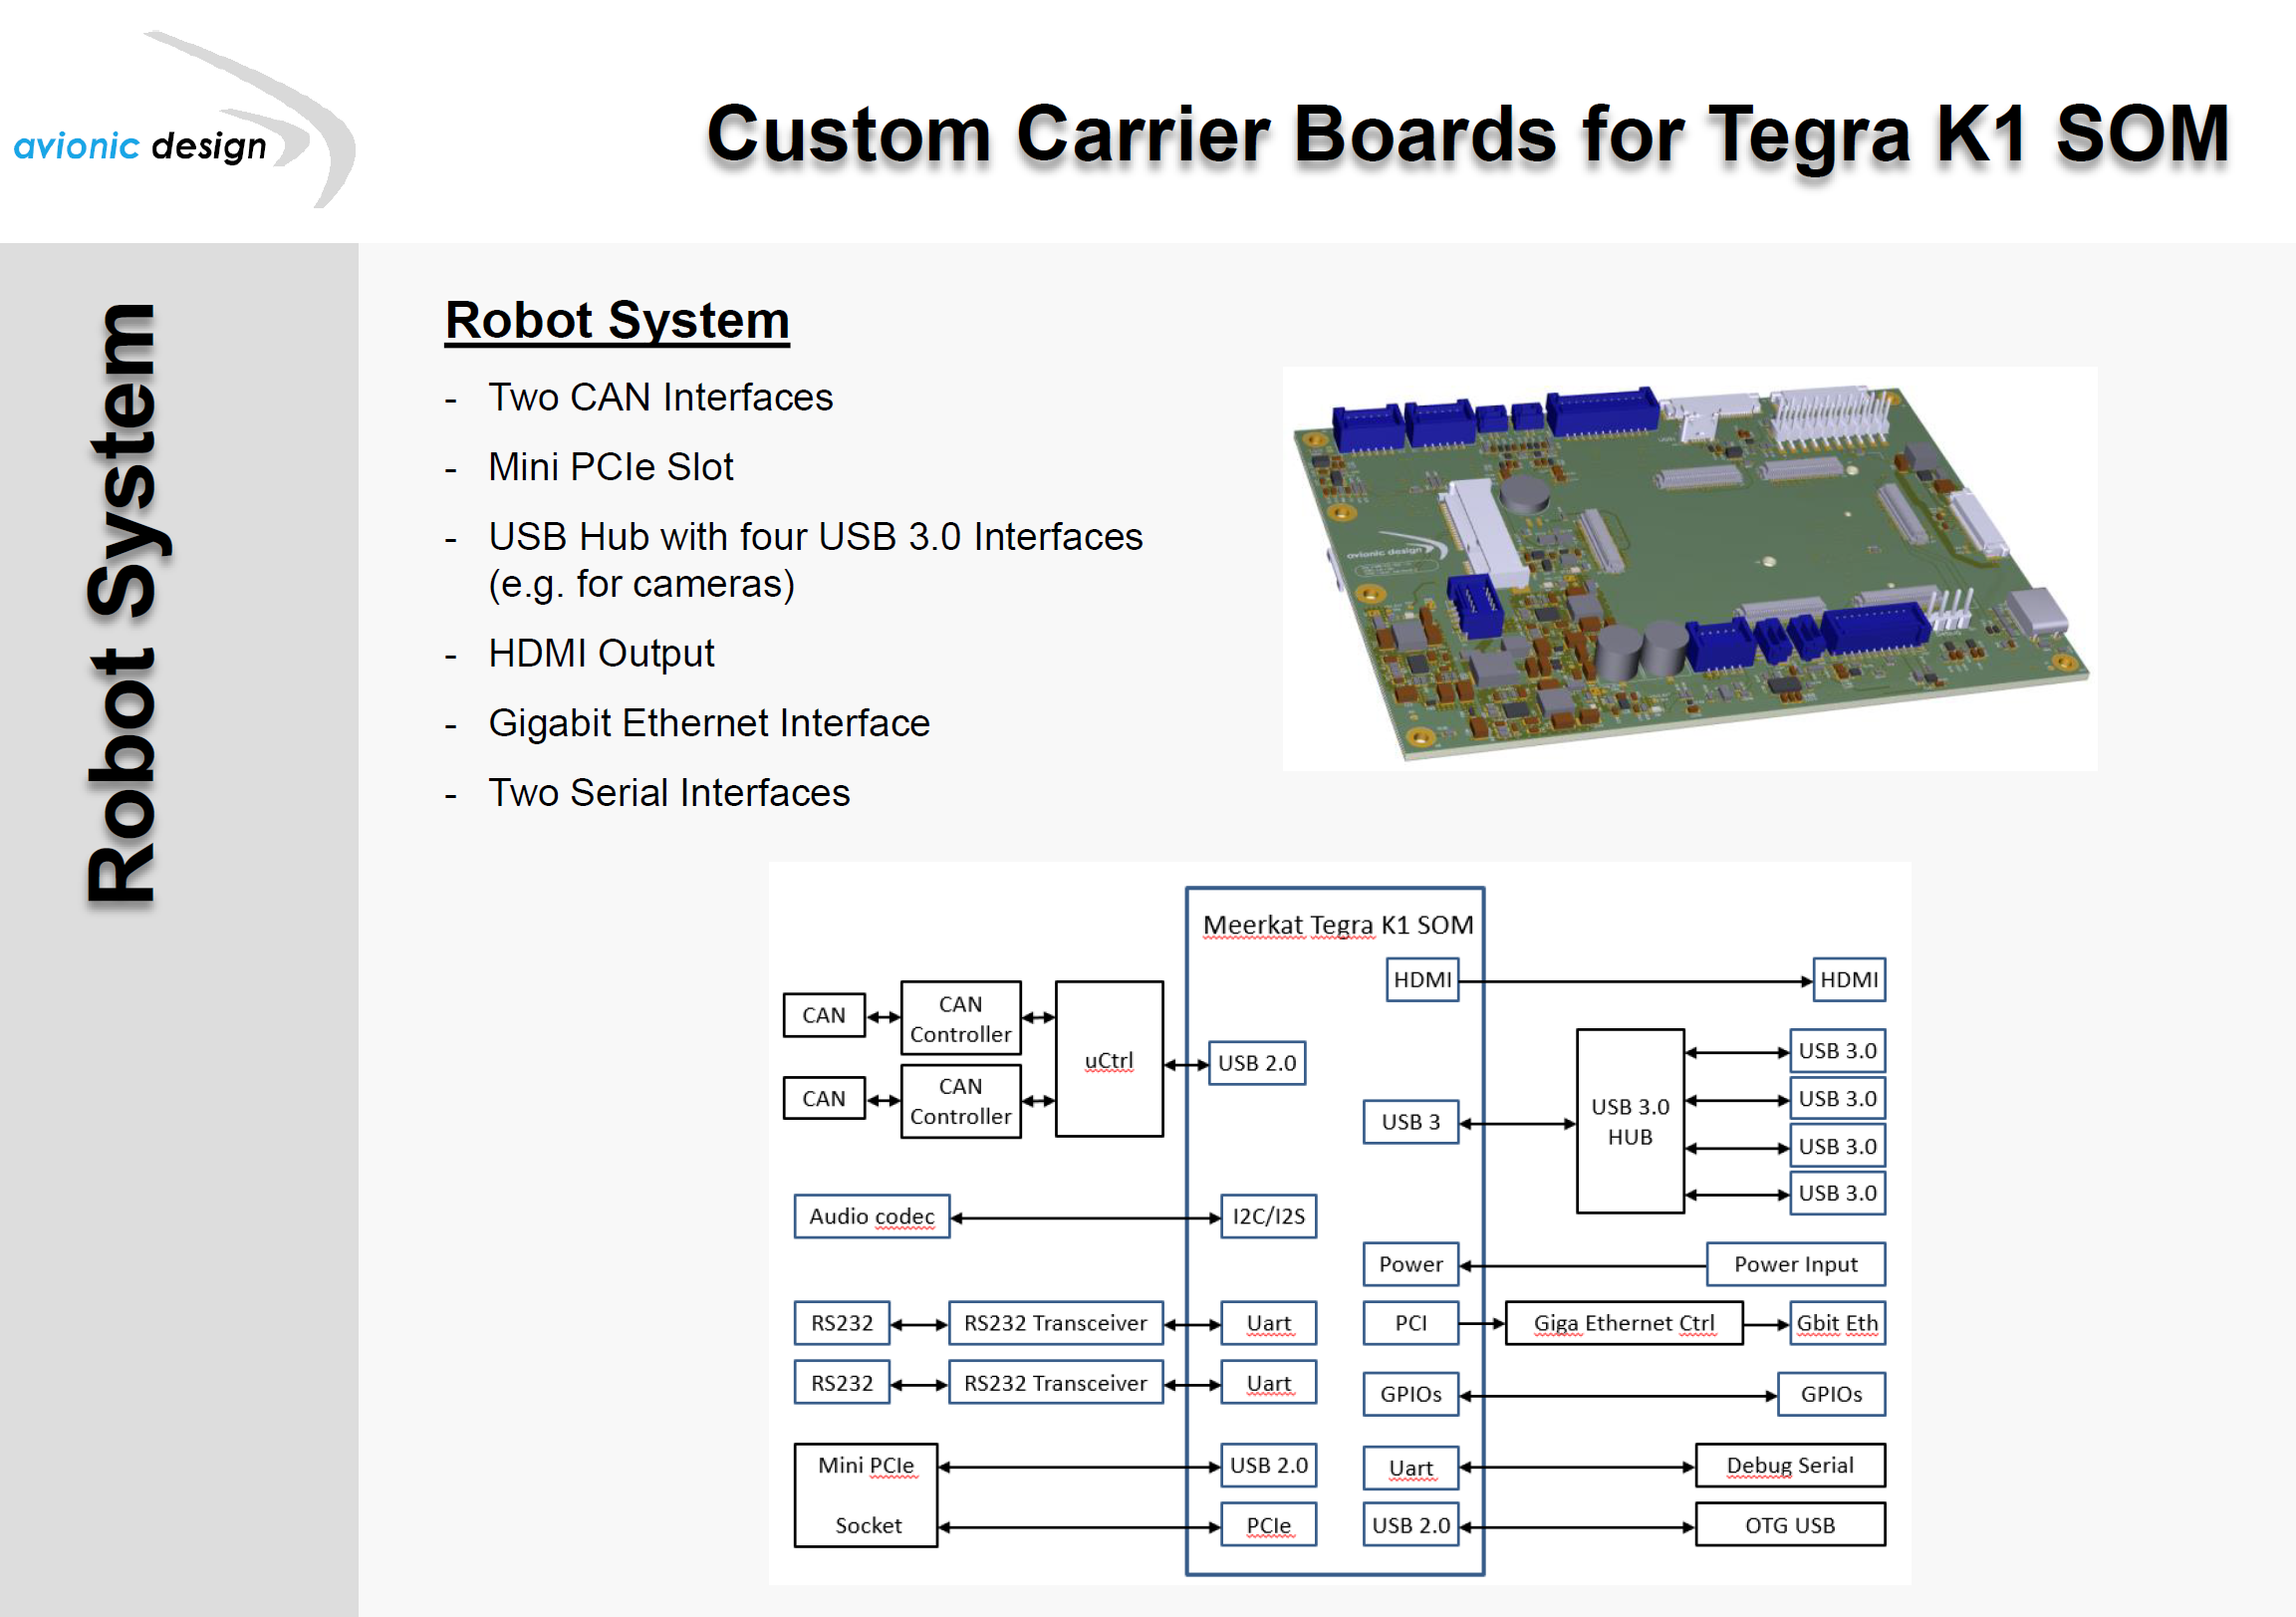 avionic design
Custom Carrier Boards for Tegra K1 SOM
Robot System
Robot System
- Two CAN Interfaces
- Mini PCIe Slot
- USB Hub with four USB 3.0 Interfaces
(e.g. for cameras)
- HDMI Output
- Gigabit Ethernet Interface
- Two Serial Interfaces
avionic design
Meerkat Tegra K1 SOM
HDMI
HDMI
CAN
CAN
Controller
uCtrl
USB 2.0
CAN
CAN
Controller
USB 3
USB 3.0
HUB
USB 3.0
USB 3.0
USB 3.0
USB 3.0
Audio codec
I2C/I2S
Power
Power Input
RS232
RS232 Transceiver
Uart
PCI
Giga Ethernet Ctrl
Gbit Eth
RS232
RS232 Transceiver
Uart
GPIOs
GPIOs
Mini PCIe
Socket
USB 2.0
PCIe
Uart
Debug Serial
USB 2.0
OTG USB